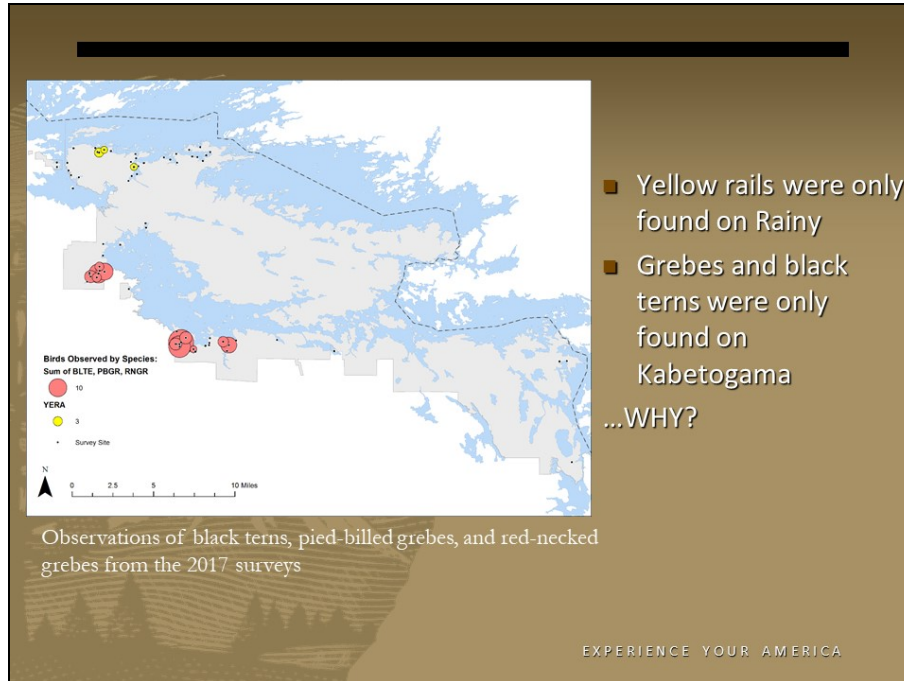 Birds Observed by Species:
Sum of BLTE, PBGR, RNGR
10
YERA
3
Survey Site
N
0 2.5 5 10 Miles
Observations of black terns, pied-billed grebes, and red-necked
grebes from the 2017 surveys
■ Yellow rails were only
found on Rainy
■ Grebes and black
terns were only
found on
Kabetogama
...WHY?
EXPERIENCE YOUR AMERICA